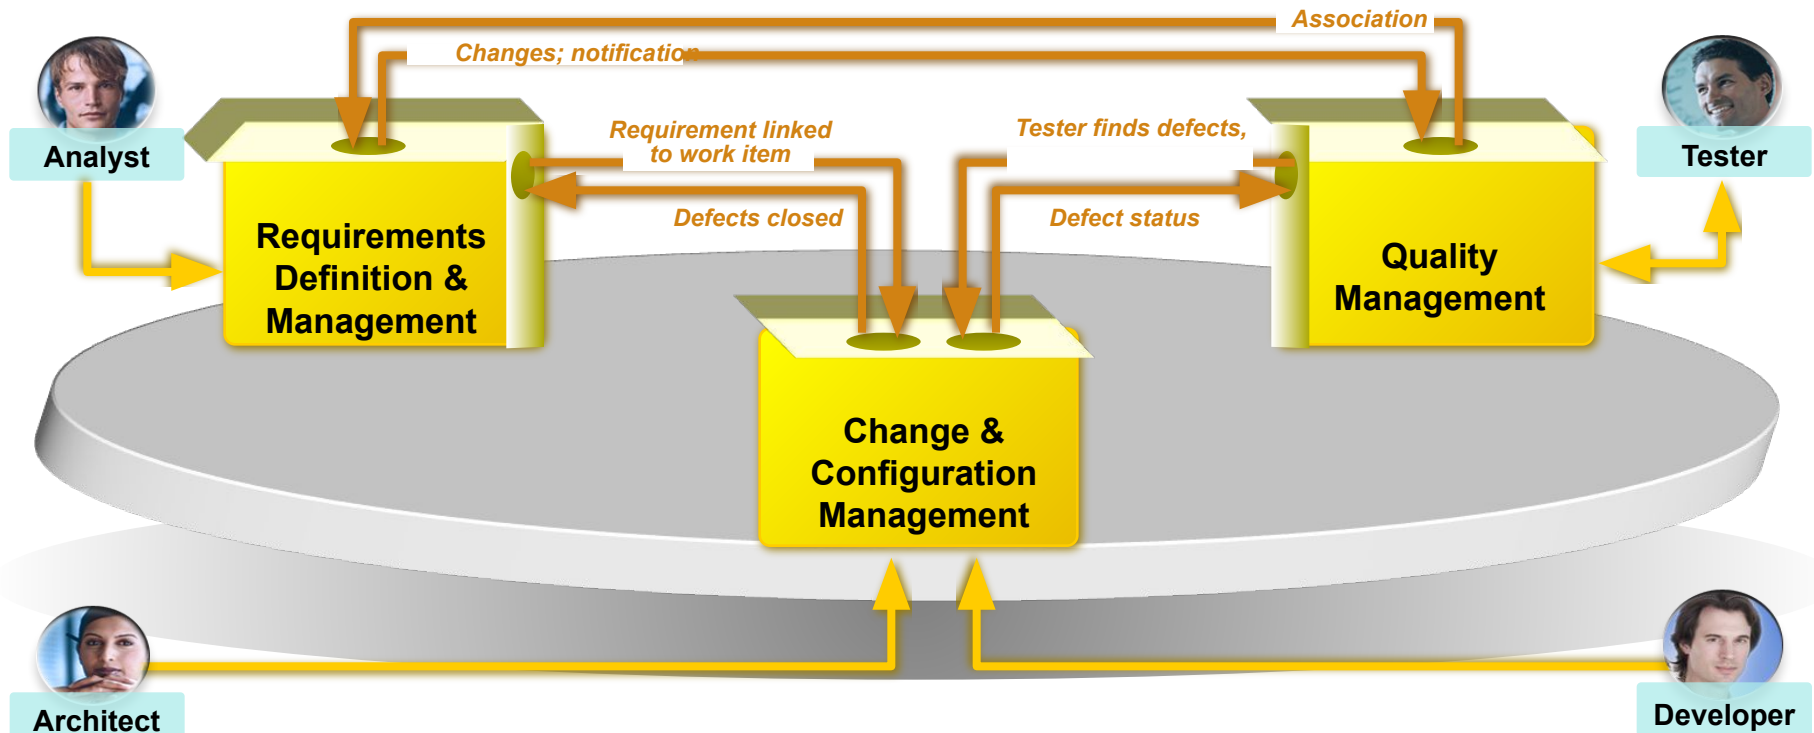 Association
Changes; notification
Analyst
Requirement linked
to work item
Tester finds defects,
Tester
Defects closed
Defect status
Requirements
Definition &
Management
Quality
Management
Change &
Configuration
Management
Architect
Developer